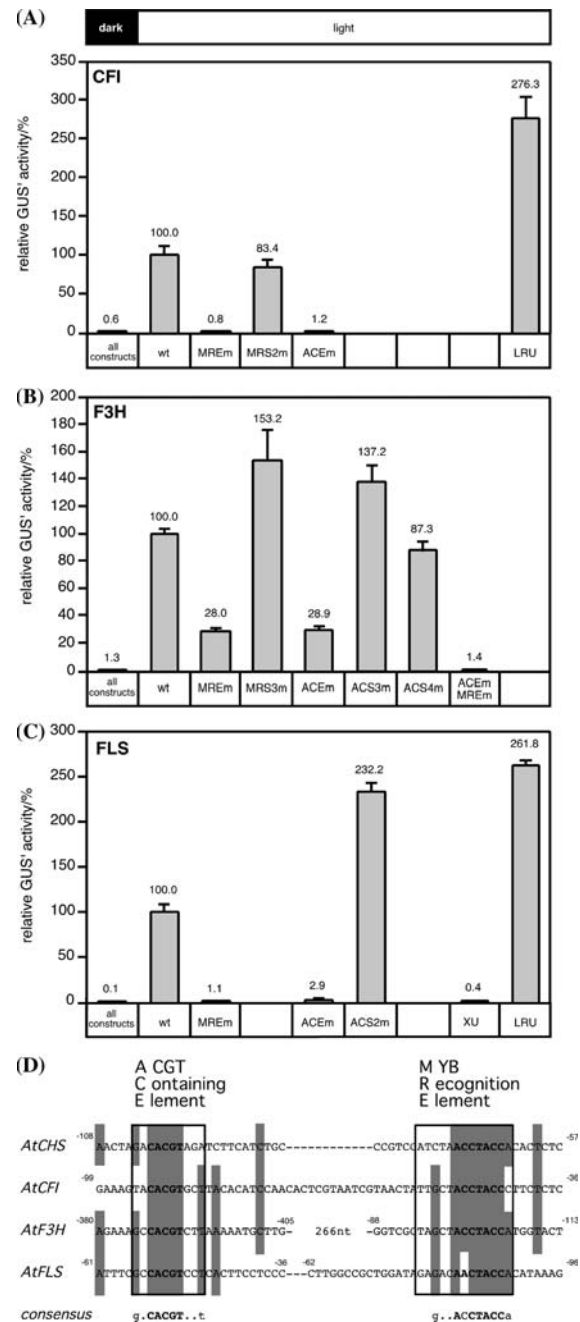 (A)
dark light
CFI
relative GUS' activity/%
350
300
250
200
150
100
50
0
0.6 100.0 0.8 83.4 1.2 276.3
all constructs wt MREm MRS2m ACEm LRU
(B)
F3H
relative GUS' activity/%
200
180
160
140
120
100
80
60
40
20
0
1.3 100.0 28.0 153.2 28.9 137.2 87.3 1.4
all constructs wt MREm MRS3m ACEm ACS3m ACS4m ACEm MREm
(C)
FLS
relative GUS' activity/%
300
250
200
150
100
50
0
0.1 100.0 1.1 2.9 232.2 0.4 261.8
all constructs wt MREm ACEm ACS2m XU LRU
(D)
A CGT M YB
C ontaining R ecognition
E lement E lement
AtCHS -108 AACTAGACACGTAGATCTTCATCTGC-------------CCGTCCATCTAACCTACCACACTCTC -57
AtCFI -99 GAAAGTACACGTGCTTACACATCCAACACTCGTAATCGTAACTATTGCTACCTACCCCTTCTCTC -36
AtF3H -380 AGAAAGCCACGTCTTAAAAATGCTTG- -405 266nt -88 -GGTCGCTAGCTACCTACCATGGTACT -113
AtFLS -61 ATTTCGCCACGTCCTCACTTCCTCCC -36 --- -62 CTTGGCCGCTGGATAGAGACAACTACCACATAAAG -96
consensus g.CACGT..t g..ACCTACCa